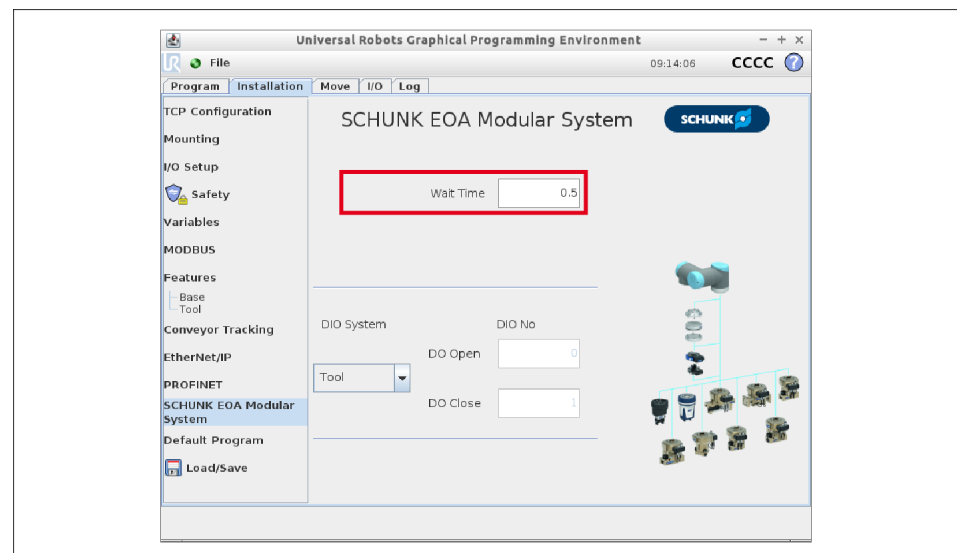 Universal Robots Graphical Programming Environment
File
09:14:06
CCCC
?
Program Installation Move I/O Log
TCP Configuration
Mounting
I/O Setup
Safety
Variables
MODBUS
Features
Base
Tool
Conveyor Tracking
EtherNet/IP
PROFINET
SCHUNK EOA Modular
System
Default Program
Load/Save
SCHUNK EOA Modular System
SCHUNK
Wait Time 0.5
DIO System DIO No
DO Open 0
Tool
DO Close 1